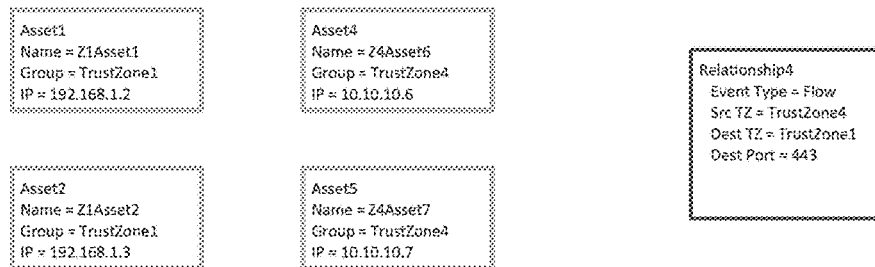 Asset1
Name = Z1Asset1
Group = TrustZone1
IP = 192.168.1.2
Asset4
Name = Z4Asset6
Group = TrustZone4
IP = 10.10.10.6
Relationship4
Event Type = Flow
Src TZ = TrustZone4
Dest TZ = TrustZone1
Dest Port = 443
Asset2
Name = Z1Asset2
Group = TrustZone1
IP = 192.168.1.3
Asset5
Name = Z4Asset7
Group = TrustZone4
IP = 10.10.10.7